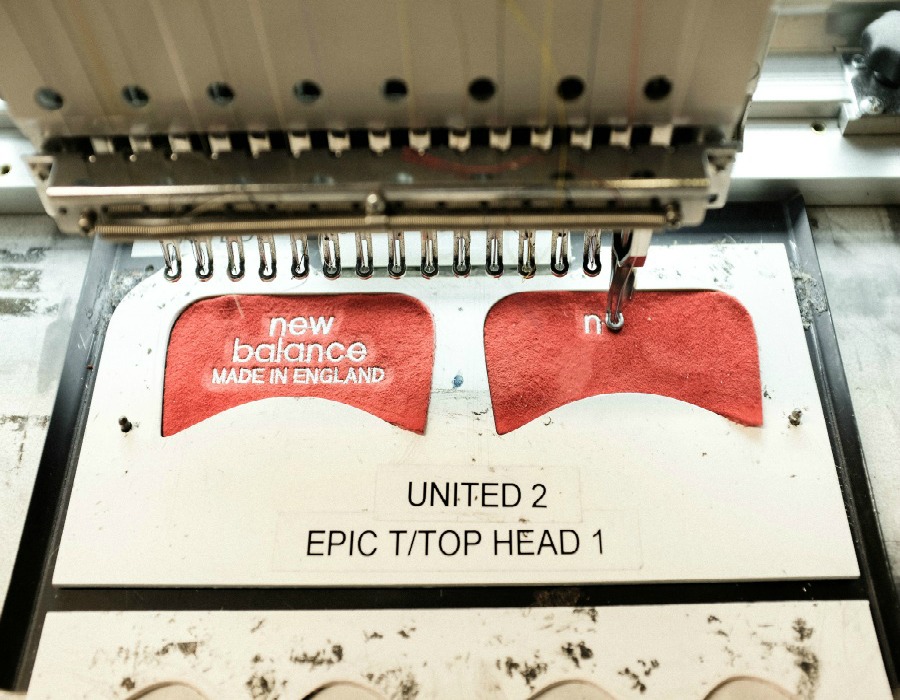 new
balance
MADE IN ENGLAND
n
UNITED 2
EPIC T/TOP HEAD 1